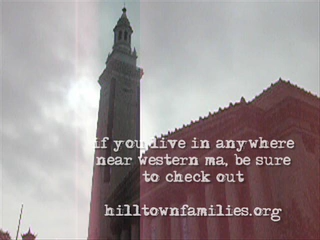 if you live in anywhere
near western ma, be sure
to check out
hilltownfamilies.org